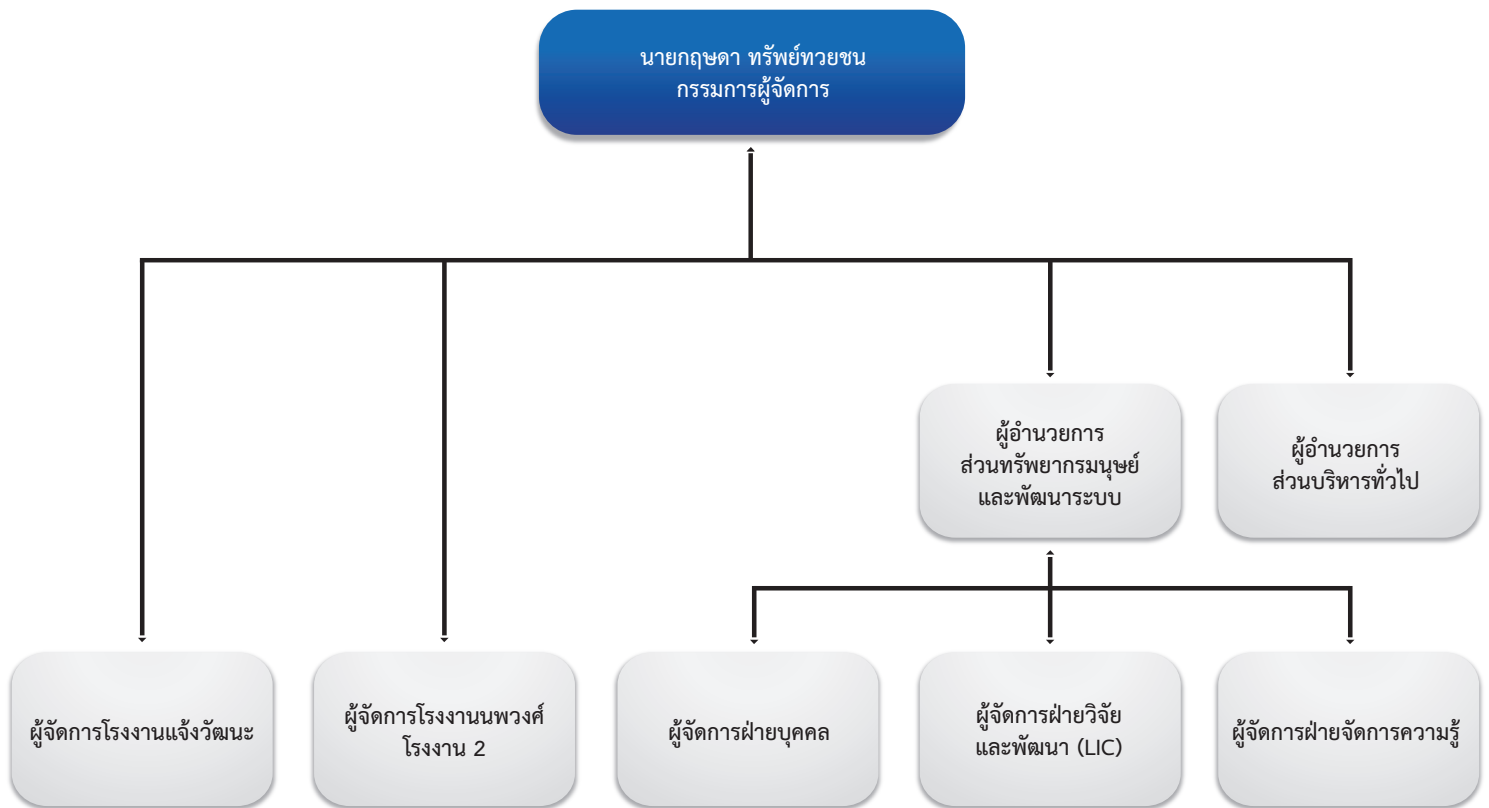 นายกฤษดา ทรัพย์ทวยชน
กรรมการผู้จัดการ
ผู้อำนวยการ
ส่วนทรัพยากรมนุษย์
และพัฒนาระบบ
ผู้อำนวยการ
ส่วนบริหารทั่วไป
ผู้จัดการโรงงานแจ้งวัฒนะ
ผู้จัดการโรงงานนพวงศ์
โรงงาน 2
ผู้จัดการฝ่ายบุคคล
ผู้จัดการฝ่ายวิจัย
และพัฒนา (LIC)
ผู้จัดการฝ่ายจัดการความรู้